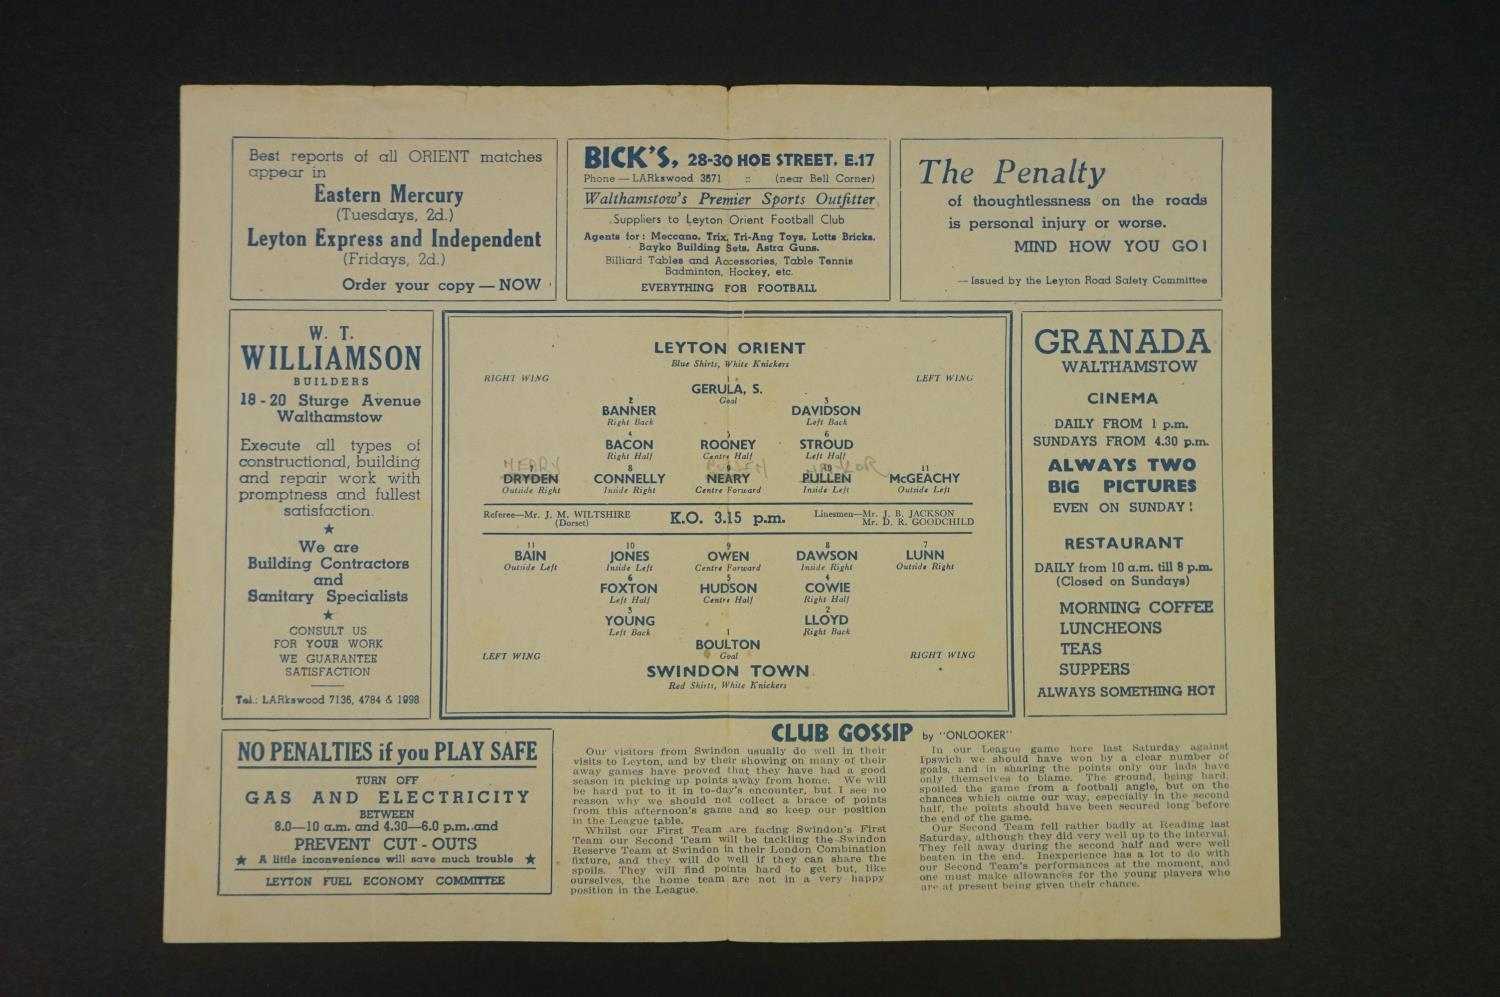 Best reports of all ORIENT matches
appear in
Eastern Mercury
(Tuesdays, 2d.)
Leyton Express and Independent
(Fridays, 2d.)
Order your copy — NOW
BICK'S, 28-30 HOE STREET, E.17
Phone — LARkswood 3671 :: (near Bell Corner)
Walthamstow's Premier Sports Outfitter
Suppliers to Leyton Orient Football Club
Agents for: Meccano, Trix, Tri-Ang Toys, Lotts Bricks,
Bayko Building Sets, Astra Guns.
Billiard Tables and Accessories, Table Tennis
Badminton, Hockey, etc.
EVERYTHING FOR FOOTBALL
The Penalty
of thoughtlessness on the roads
is personal injury or worse.
MIND HOW YOU GO!
— Issued by the Leyton Road Safety Committee
W. T.
WILLIAMSON
BUILDERS
18-20 Sturge Avenue
Walthamstow
Execute all types of
constructional, building
and repair work with
promptness and fullest
satisfaction.
★
We are
Building Contractors
and
Sanitary Specialists
★
CONSULT US
FOR YOUR WORK
WE GUARANTEE
SATISFACTION
Tel.: LARkswood 7136, 4784 & 1998
LEYTON ORIENT
Blue Shirts, White Knickers
RIGHT WING LEFT WING
1
GERULA, S.
Goal
2 3
BANNER DAVIDSON
Right Back Left Back
4 5 6
BACON ROONEY STROUD
Right Half Centre Half Left Half
7 8 9 10 11
DRYDEN CONNELLY NEARY PULLEN McGEACHY
Outside Right Inside Right Centre Forward Inside Left Outside Left
Referee—Mr. J. M. WILTSHIRE
(Dorset)
K.O. 3.15 p.m.
Linesmen—Mr. J. B. JACKSON
Mr. D. R. GOODCHILD
11 10 9 8 7
BAIN JONES OWEN DAWSON LUNN
Outside Left Inside Left Centre Forward Inside Right Outside Right
6 5 4
FOXTON HUDSON COWIE
Left Half Centre Half Right Half
3 2
YOUNG LLOYD
Left Back Right Back
1
BOULTON
Goal
LEFT WING RIGHT WING
SWINDON TOWN
Red Shirts, White Knickers
GRANADA
WALTHAMSTOW
CINEMA
DAILY FROM 1 p.m.
SUNDAYS FROM 4.30 p.m.
ALWAYS TWO
BIG PICTURES
EVEN ON SUNDAY!
RESTAURANT
DAILY from 10 a.m. till 8 p.m.
(Closed on Sundays)
MORNING COFFEE
LUNCHEONS
TEAS
SUPPERS
ALWAYS SOMETHING HOT
NO PENALTIES if you PLAY SAFE
TURN OFF
GAS AND ELECTRICITY
BETWEEN
8.0—10 a.m. and 4.30—6.0 p.m. and
PREVENT CUT-OUTS
★ A little inconvenience will save much trouble ★
LEYTON FUEL ECONOMY COMMITTEE
CLUB GOSSIP by "ONLOOKER"
Our visitors from Swindon usually do well in their
visits to Leyton, and by their showing on many of their
away games have proved that they have had a good
season in picking up points away from home. We will
be hard put to it in to-day's encounter, but I see no
reason why we should not collect a brace of points
from this afternoon's game and so keep our position
in the League table.
Whilst our First Team are facing Swindon's First
Team our Second Team will be tackling the Swindon
Reserve Team at Swindon in their London Combination
fixture, and they will do well if they can share the
spoils. They will find points hard to get but, like
ourselves, the home team are not in a very happy
position in the League.
In our League game here last Saturday against
Ipswich we should have won by a clear number of
goals, and in sharing the points only our lads have
only themselves to blame. The ground, being hard,
spoiled the game from a football angle, but on the
chances which came our way, especially in the second
half, the points should have been secured long before
the end of the game.
Our Second Team fell rather badly at Reading last
Saturday, although they did very well up to the interval.
They fell away during the second half and were well
beaten in the end. Inexperience has a lot to do with
our Second Team's performances at the moment, and
one must make allowances for the young players who
are at present being given their chance.